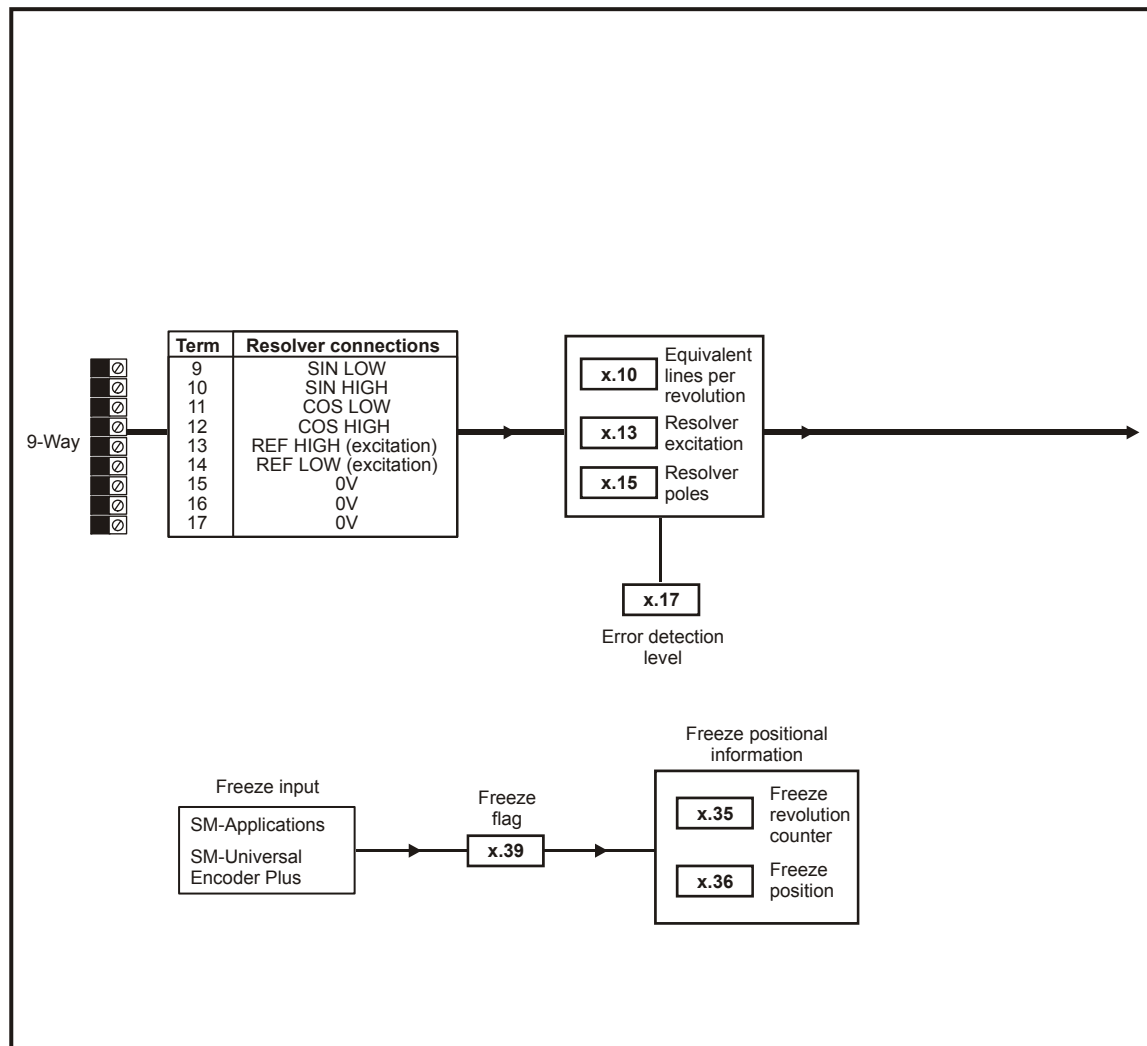 9-Way
Term Resolver connections
9 SIN LOW
10 SIN HIGH
11 COS LOW
12 COS HIGH
13 REF HIGH (excitation)
14 REF LOW (excitation)
15 0V
16 0V
17 0V
x.10
Equivalent
lines per
revolution
x.13
Resolver
excitation
x.15
Resolver
poles
x.17
Error detection
level
Freeze input
SM-Applications
SM-Universal
Encoder Plus
Freeze
flag
x.39
Freeze positional
information
x.35
Freeze
revolution
counter
x.36
Freeze
position